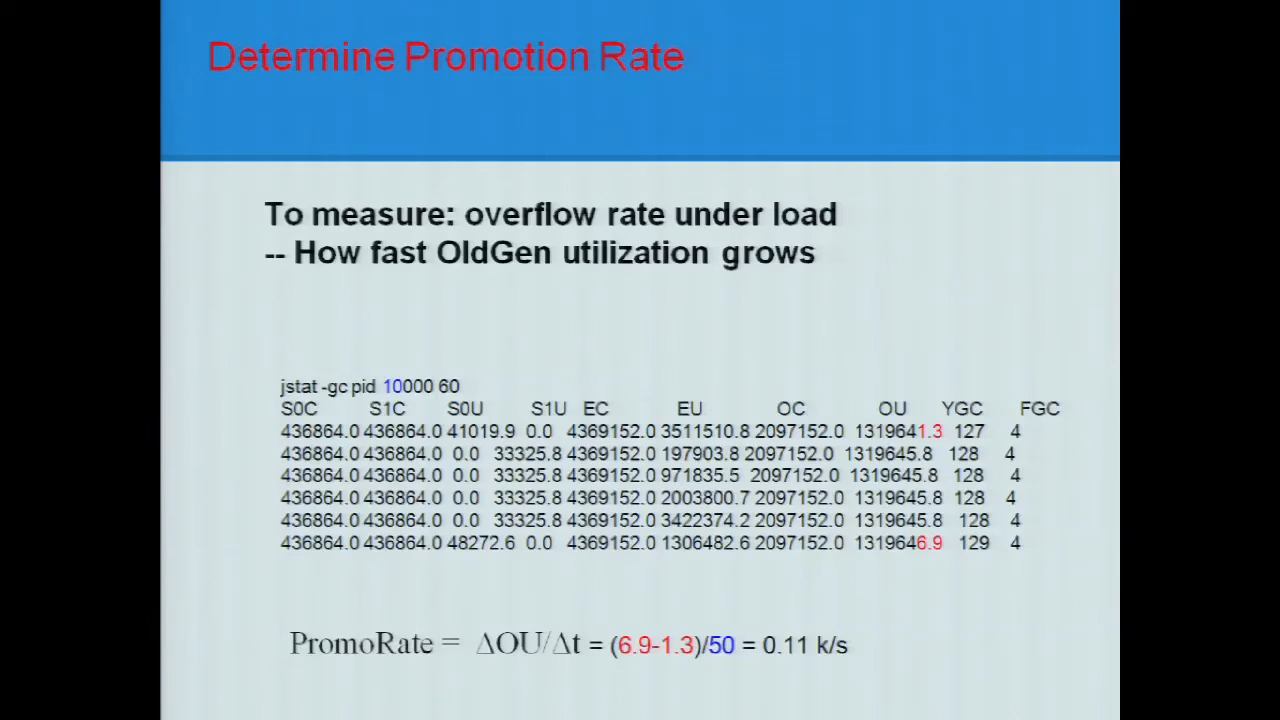 Determine Promotion Rate
To measure: overflow rate under load
-- How fast OldGen utilization grows
jstat -gc pid 10000 60
S0C S1C S0U S1U EC EU OC OU YGC FGC
436864.0 436864.0 41019.9 0.0 4369152.0 3511510.8 2097152.0 1319641.3 127 4
436864.0 436864.0 0.0 33325.8 4369152.0 197903.8 2097152.0 1319645.8 128 4
436864.0 436864.0 0.0 33325.8 4369152.0 971835.5 2097152.0 1319645.8 128 4
436864.0 436864.0 0.0 33325.8 4369152.0 2003800.7 2097152.0 1319645.8 128 4
436864.0 436864.0 0.0 33325.8 4369152.0 3422374.2 2097152.0 1319645.8 128 4
436864.0 436864.0 48272.6 0.0 4369152.0 1306482.6 2097152.0 1319646.9 129 4
PromoRate = ΔOU/Δt = (6.9-1.3)/50 = 0.11 k/s